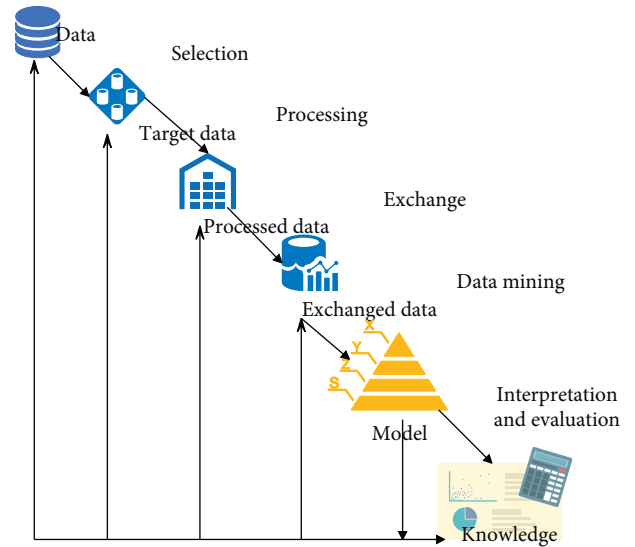 Data
Selection
Target data
Processing
Processed data
Exchange
Exchanged data
Data mining
X
Y
Z
S
Model
Interpretation
and evaluation
Knowledge